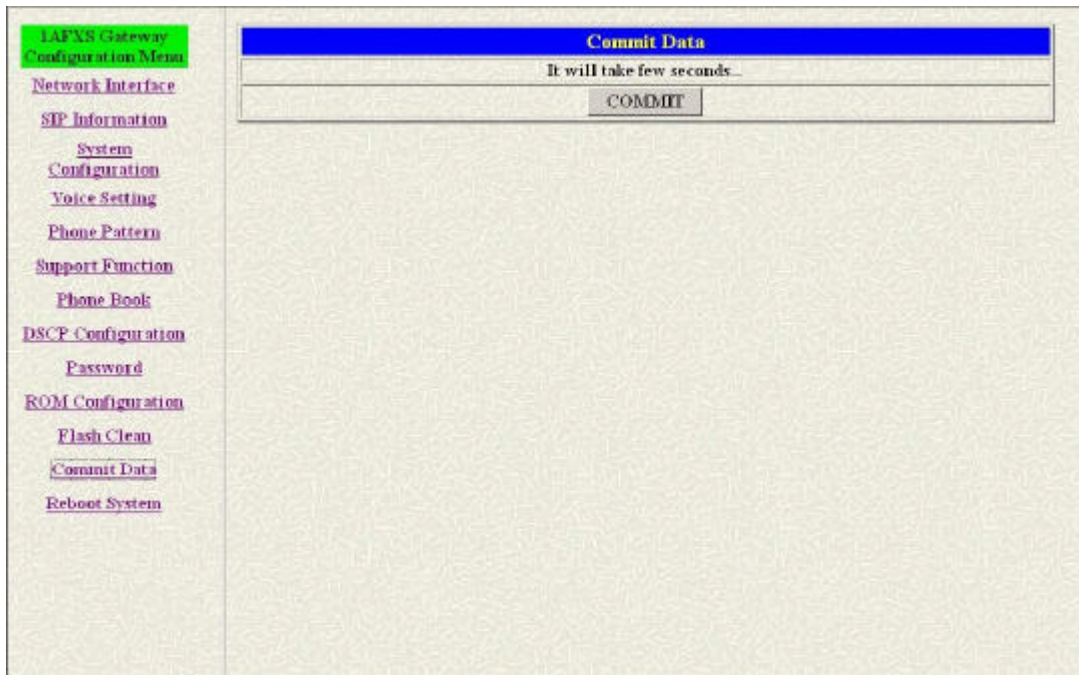 1AFXS Gateway
Configuration Menu
Network Interface
SIP Information
System
Configuration
Voice Setting
Phone Pattern
Support Function
Phone Book
DSCP Configuration
Password
ROM Configuration
Flash Clean
Commit Data
Reboot System
Commit Data
It will take few seconds...
COMMIT